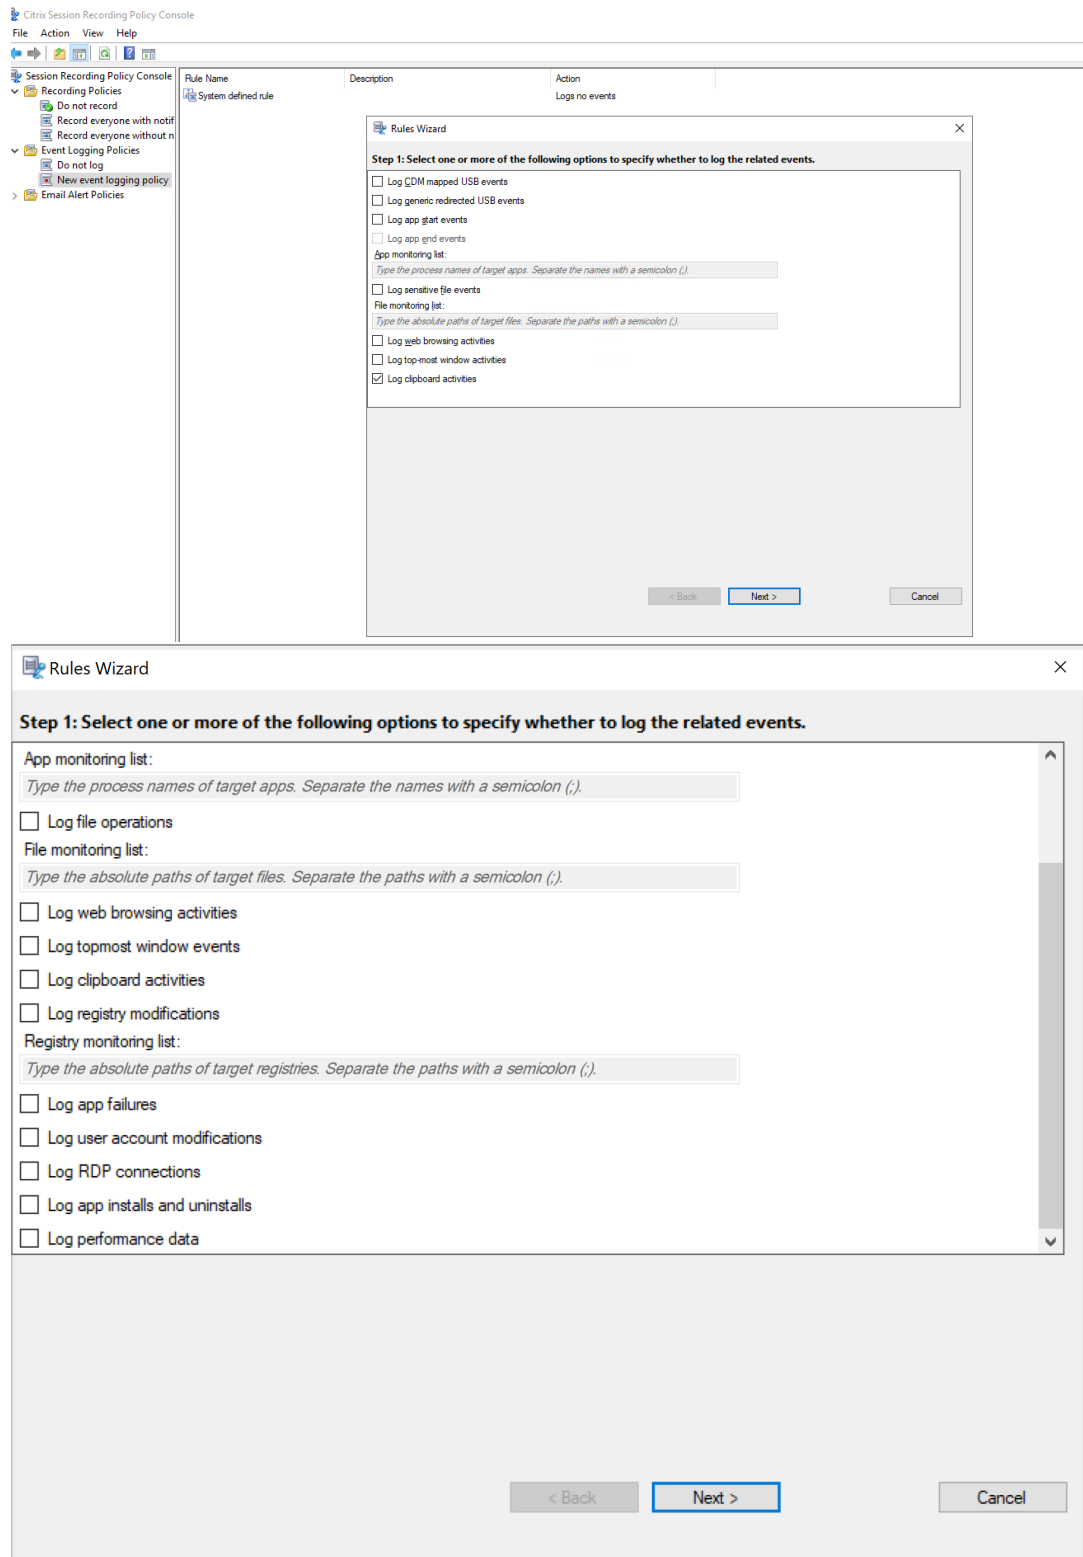 Citrix Session Recording Policy Console
File Action View Help
Session Recording Policy Console
Recording Policies
Do not record
Record everyone with notif
Record everyone without n
Event Logging Policies
Do not log
New event logging policy
Email Alert Policies
Rule Name Description Action
System defined rule Logs no events
Rules Wizard
Step 1: Select one or more of the following options to specify whether to log the related events.
Log CDM mapped USB events
Log generic redirected USB events
Log app start events
Log app end events
App monitoring list:
Type the process names of target apps. Separate the names with a semicolon (;).
Log sensitive file events
File monitoring list:
Type the absolute paths of target files. Separate the paths with a semicolon (;).
Log web browsing activities
Log top-most window activities
Log clipboard activities
< Back Next > Cancel
Rules Wizard
Step 1: Select one or more of the following options to specify whether to log the related events.
App monitoring list:
Type the process names of target apps. Separate the names with a semicolon (;).
Log file operations
File monitoring list:
Type the absolute paths of target files. Separate the paths with a semicolon (;).
Log web browsing activities
Log topmost window events
Log clipboard activities
Log registry modifications
Registry monitoring list:
Type the absolute paths of target registries. Separate the paths with a semicolon (;).
Log app failures
Log user account modifications
Log RDP connections
Log app installs and uninstalls
Log performance data
< Back Next > Cancel